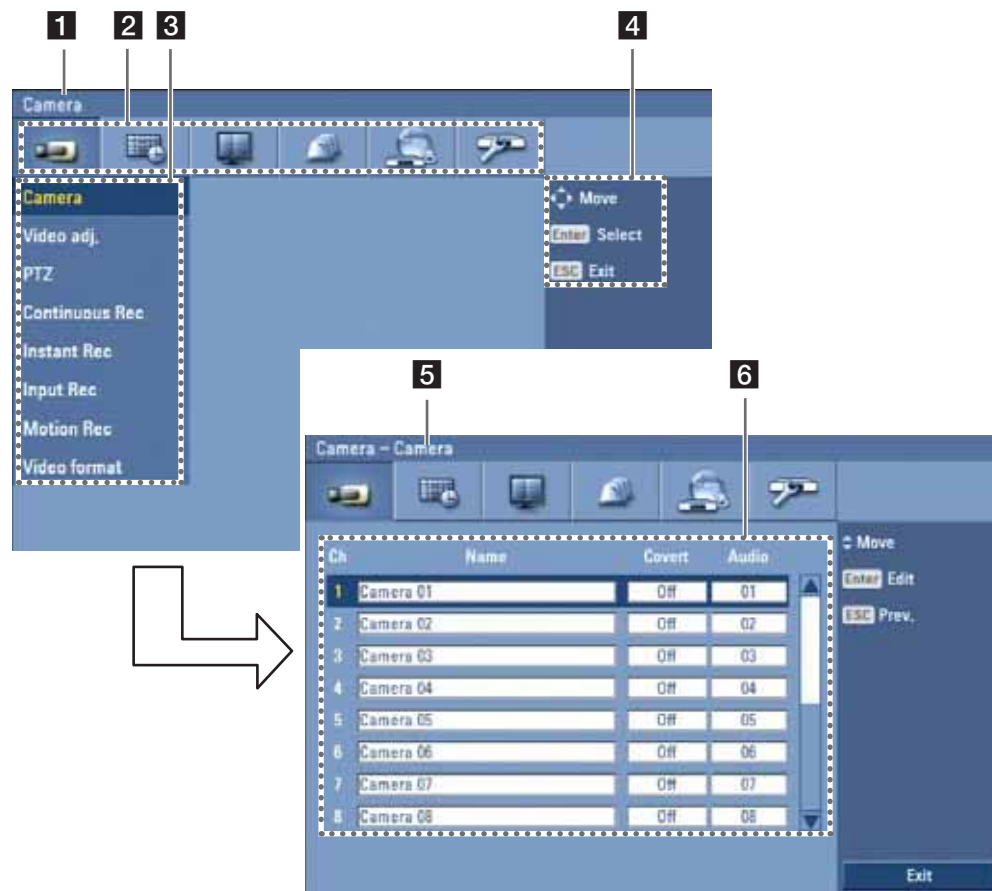 1 2 3 4
Camera
Camera
Video adj.
PTZ
Continuous Rec
Instant Rec
Input Rec
Motion Rec
Video format
Move
Enter Select
ESC Exit
5 6
Camera – Camera
Ch Name Covert Audio
1 Camera 01 Off 01
2 Camera 02 Off 02
3 Camera 03 Off 03
4 Camera 04 Off 04
5 Camera 05 Off 05
6 Camera 06 Off 06
7 Camera 07 Off 07
8 Camera 08 Off 08
Move
Enter Edit
ESC Prev.
Exit